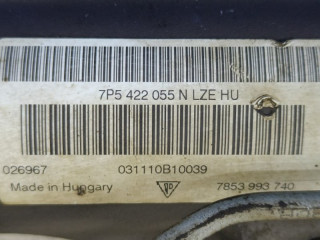 7P5 422 055 N LZE HU
026967 031110B10039
Made in Hungary 7853 993 740